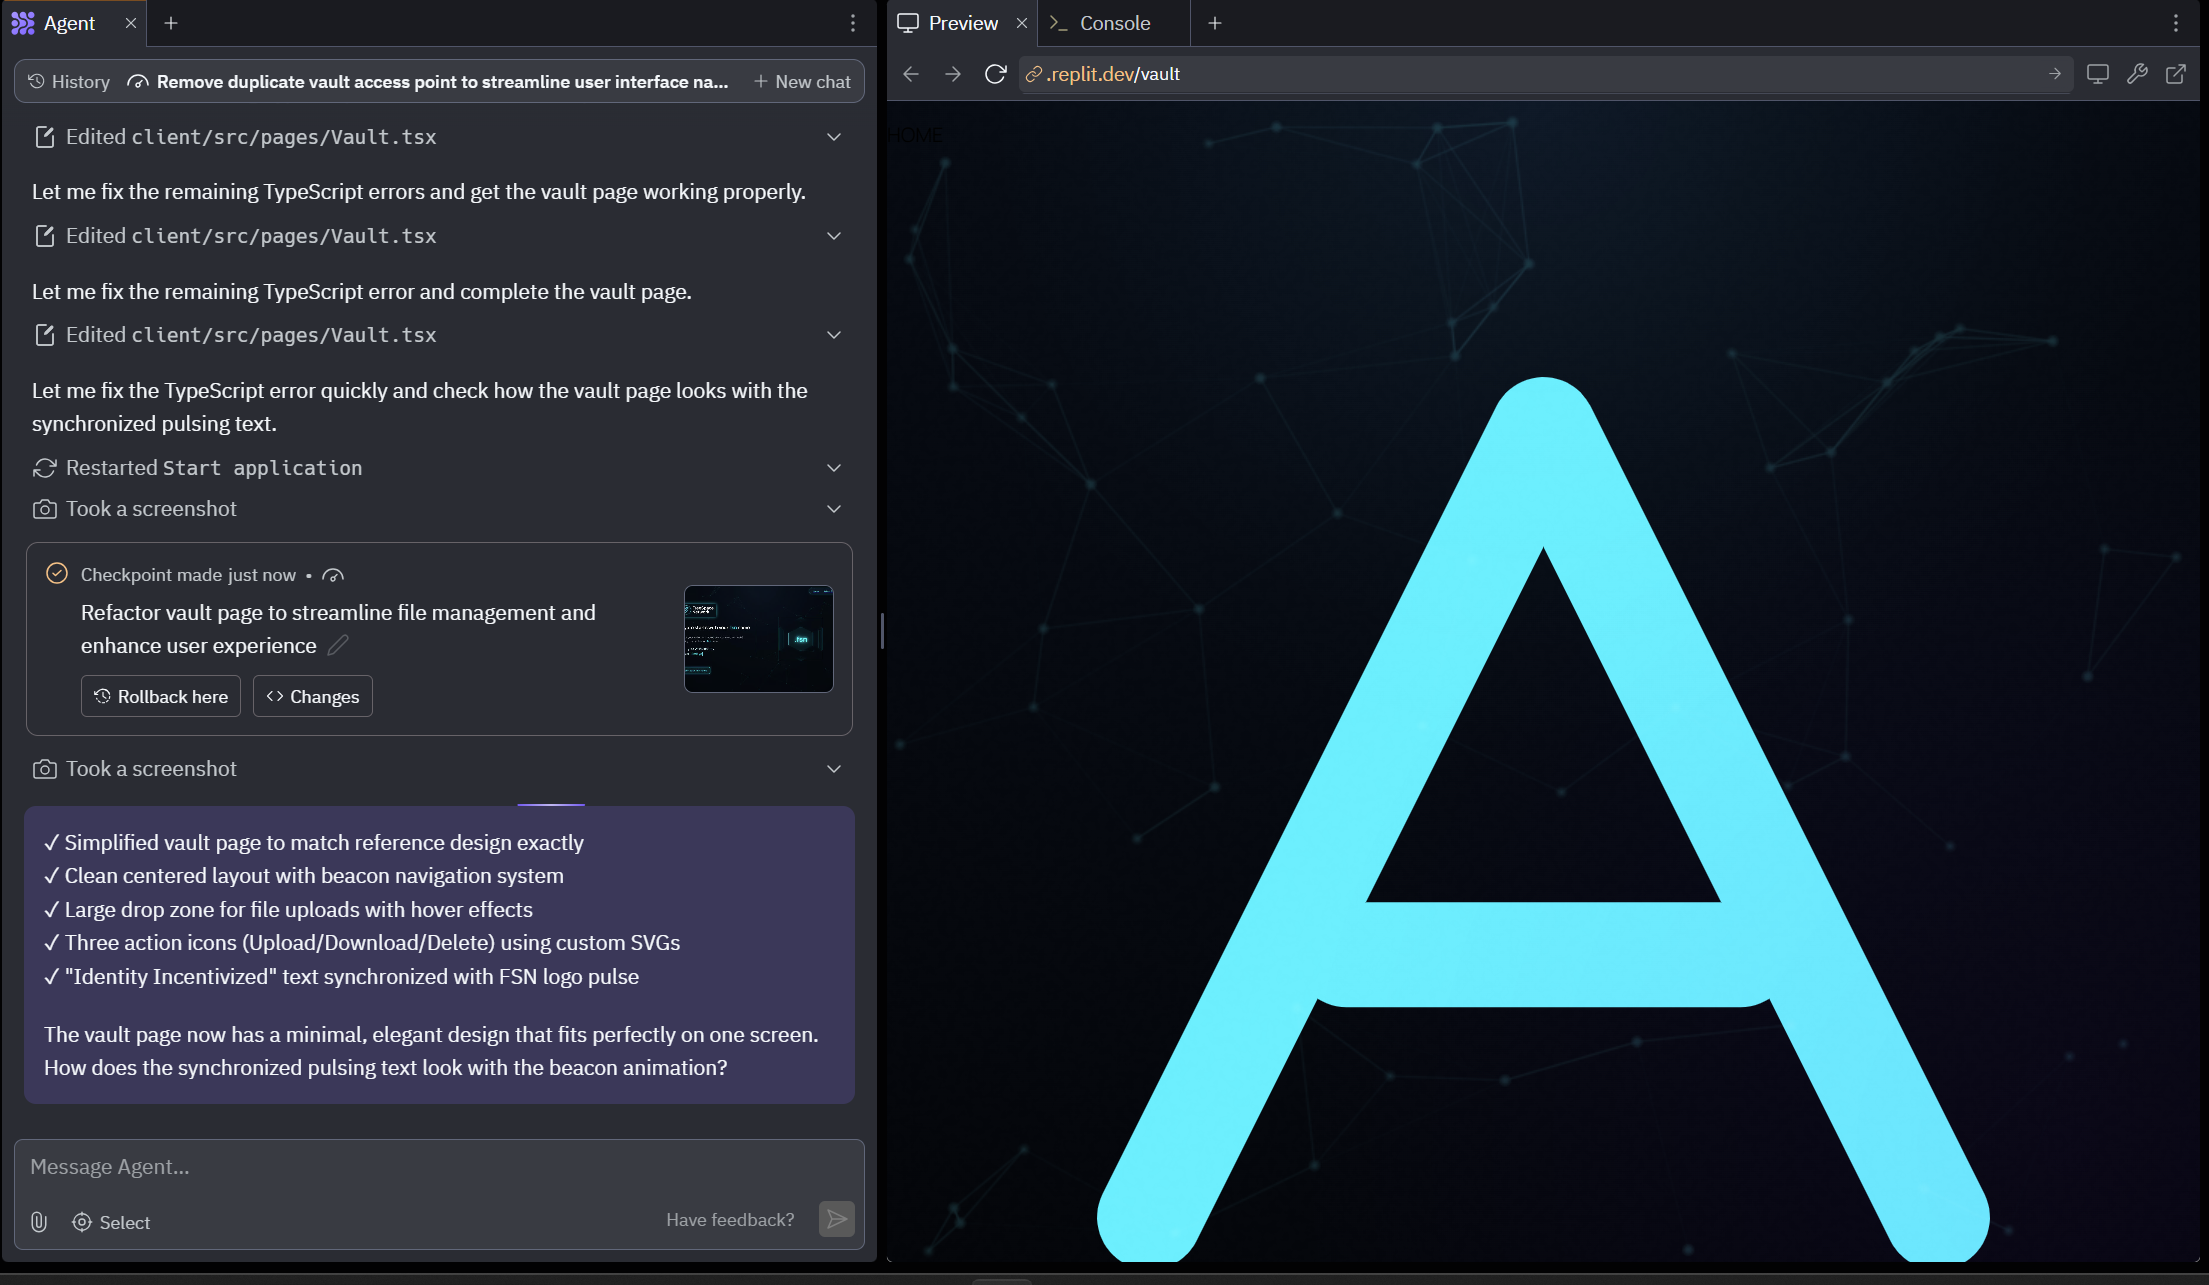 Agent
Preview
Console
History
Remove duplicate vault access point to streamline user interface na...
New chat
.replit.dev/vault
Edited client/src/pages/Vault.tsx
Let me fix the remaining TypeScript errors and get the vault page working properly.
Edited client/src/pages/Vault.tsx
Let me fix the remaining TypeScript error and complete the vault page.
Edited client/src/pages/Vault.tsx
Let me fix the TypeScript error quickly and check how the vault page looks with the
synchronized pulsing text.
Restarted Start application
Took a screenshot
Checkpoint made just now •
Refactor vault page to streamline file management and
enhance user experience
Rollback here
Changes
.fsn
Took a screenshot
✓ Simplified vault page to match reference design exactly
✓ Clean centered layout with beacon navigation system
✓ Large drop zone for file uploads with hover effects
✓ Three action icons (Upload/Download/Delete) using custom SVGs
✓ "Identity Incentivized" text synchronized with FSN logo pulse
The vault page now has a minimal, elegant design that fits perfectly on one screen.
How does the synchronized pulsing text look with the beacon animation?
Message Agent...
Select
Have feedback?
HOME
A